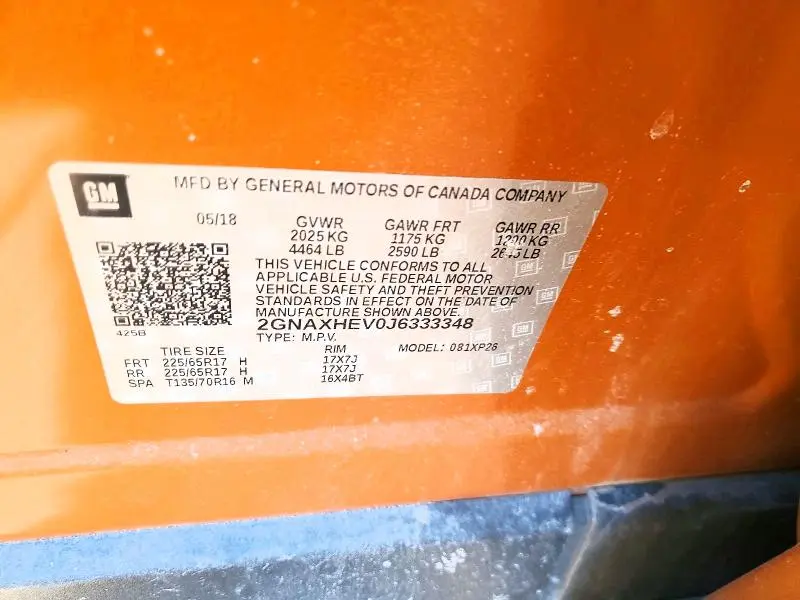 GM
MFD BY GENERAL MOTORS OF CANADA COMPANY
05/18 GVWR GAWR FRT GAWR RR
2025 KG 1175 KG KG
4464 LB 2590 LB LB
THIS VEHICLE CONFORMS TO ALL
APPLICABLE U.S. FEDERAL MOTOR
VEHICLE SAFETY AND THEFT PREVENTION
STANDARDS IN EFFECT ON THE DATE OF
MANUFACTURE SHOWN ABOVE.
2GNAXHEV0J6333348
425B TYPE: M.P.V. MODEL: 081XP26
TIRE SIZE RIM
FRT 225/65R17 H 17X7J
RR 225/65R17 H 17X7J
SPA T135/70R16 M 16X4BT